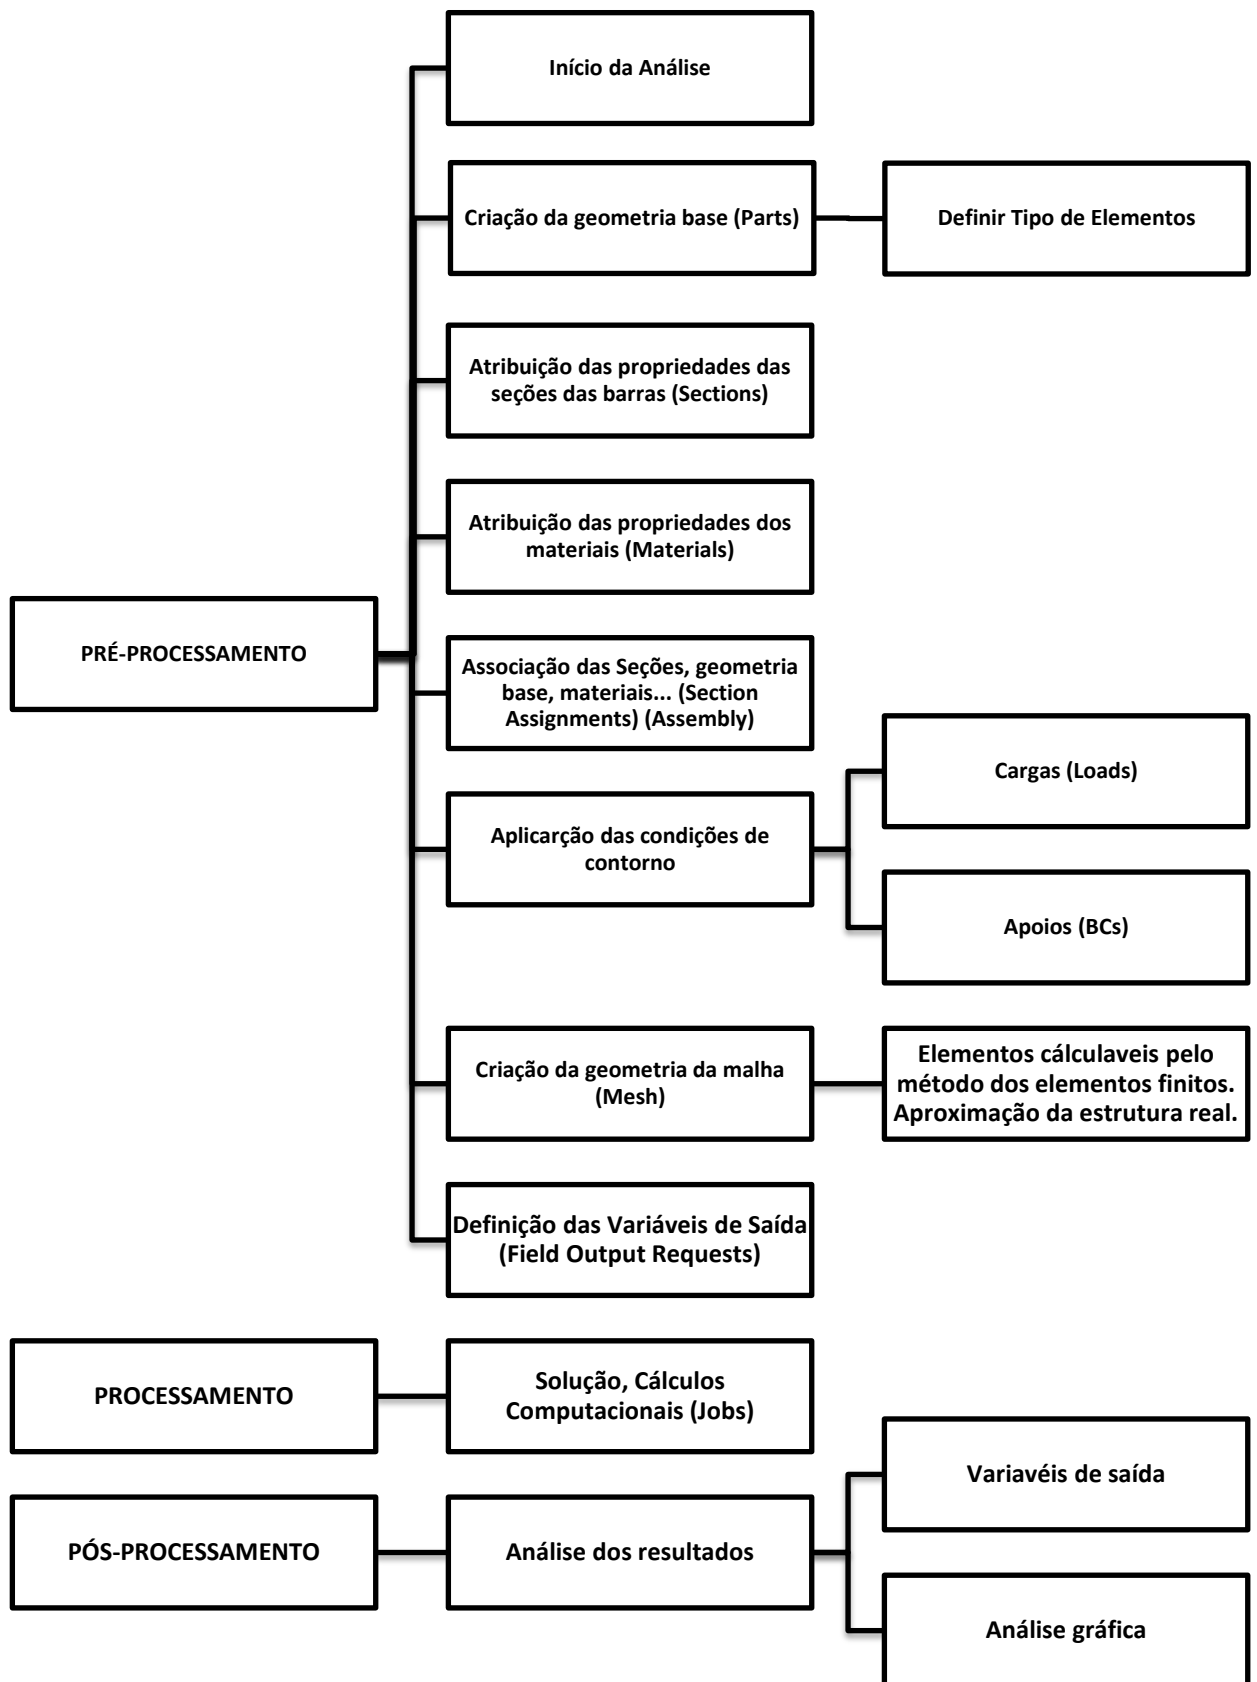 Início da Análise
Criação da geometria base (Parts)
Definir Tipo de Elementos
Atribuição das propriedades das
seções das barras (Sections)
Atribuição das propriedades dos
materiais (Materials)
PRÉ-PROCESSAMENTO
Associação das Seções, geometria
base, materiais... (Section
Assignments) (Assembly)
Aplicarção das condições de
contorno
Cargas (Loads)
Apoios (BCs)
Criação da geometria da malha
(Mesh)
Elementos cálculaveis pelo
método dos elementos finitos.
Aproximação da estrutura real.
Definição das Variáveis de Saída
(Field Output Requests)
PROCESSAMENTO
Solução, Cálculos
Computacionais (Jobs)
PÓS-PROCESSAMENTO
Análise dos resultados
Variavéis de saída
Análise gráfica